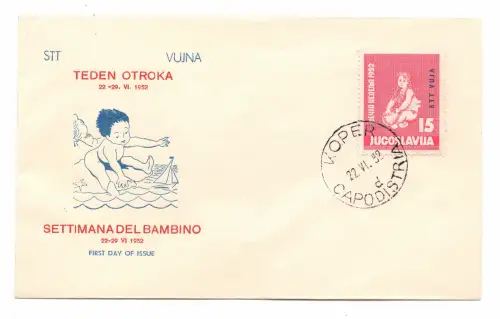 STT VUJNA
TEDEN OTROKA
22-29. VI. 1952
SETTIMANA DEL BAMBINO
22-29 VI 1952
FIRST DAY OF ISSUE
1952
STT VUJA
15
JUGOSLAVIJA
KOPER
22.VI.52
d
CAPODISTRIA